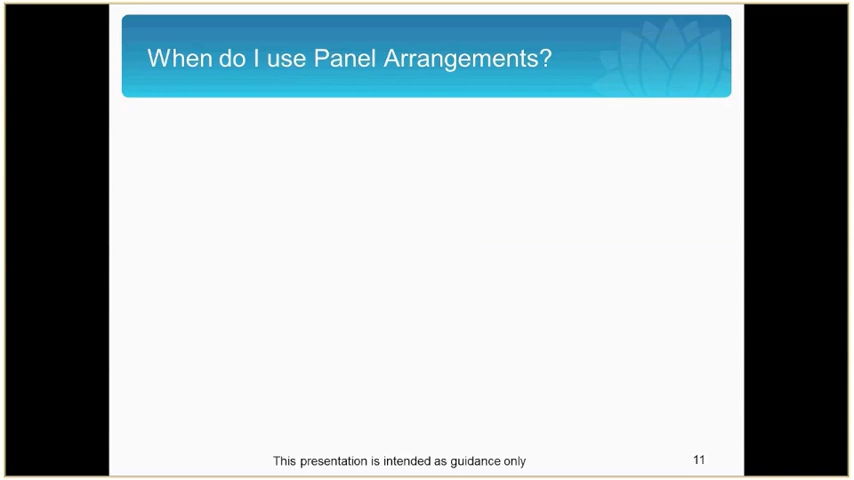 When do I use Panel Arrangements?
This presentation is intended as guidance only
11